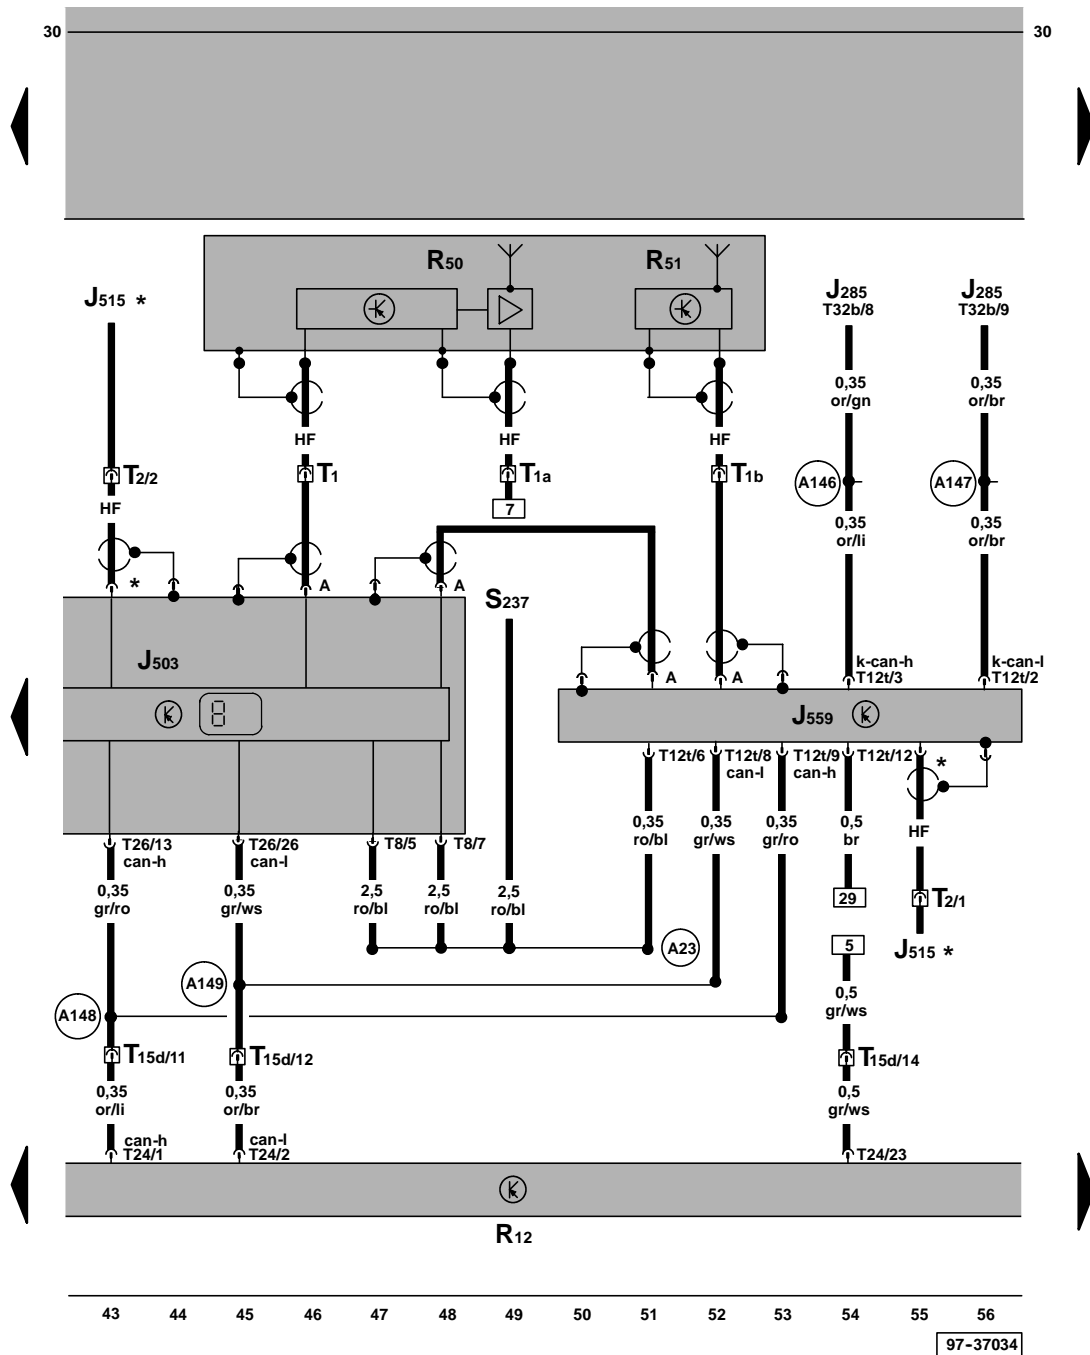 30 30
R50 R51
J515 *
J285
T32b/8
J285
T32b/9
0,35
or/gn
0,35
or/br
HF HF HF
T2/2 T1 T1a T1b
A146 A147
7
HF
0,35
or/li
0,35
or/br
* A A
S237
J503
k-can-h
T12t/3
k-can-l
T12t/2
A A
J559
T12t/6
T12t/8
can-l
T12t/9
can-h
T12t/12
*
T26/13
can-h
T26/26
can-l
T8/5 T8/7
0,35
ro/bl
0,35
gr/ws
0,35
gr/ro
0,5
br
HF
0,35
gr/ro
0,35
gr/ws
2,5
ro/bl
2,5
ro/bl
2,5
ro/bl
29
T2/1
A23
5
J515 *
A149
A148
0,5
gr/ws
T15d/11 T15d/12 T15d/14
0,35
or/li
0,35
or/br
0,5
gr/ws
can-h
T24/1
can-l
T24/2
T24/23
R12
43 44 45 46 47 48 49 50 51 52 53 54 55 56
97-37034